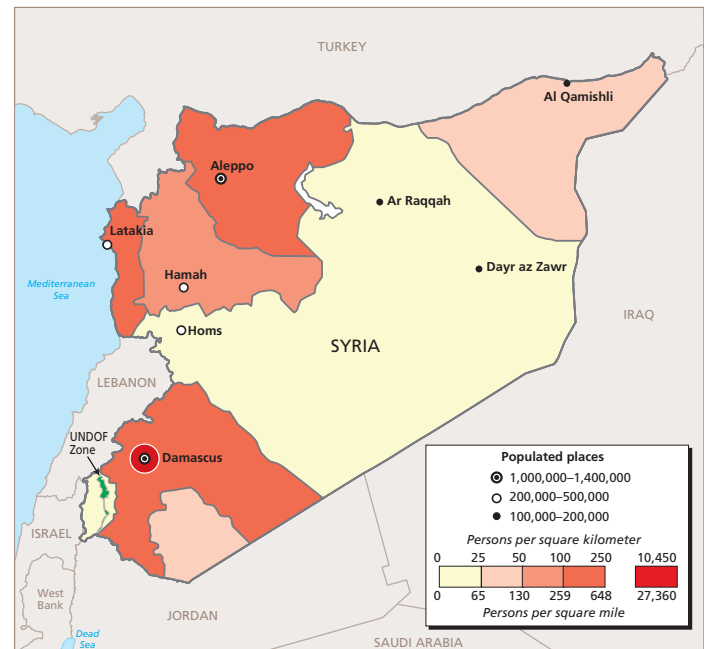 TURKEY
Al Qamishli
Aleppo
Ar Raqqah
Latakia
Dayr az Zawr
Hamah
Mediterranean
Sea
IRAQ
Homs
SYRIA
LEBANON
UNDOF
Zone
Damascus
ISRAEL
West
Bank
JORDAN
Dead
Sea
SAUDI ARABIA
Populated places
1,000,000–1,400,000
200,000–500,000
100,000–200,000
Persons per square kilometer
0 25 50 100 250 10,450
0 65 130 259 648 27,360
Persons per square mile